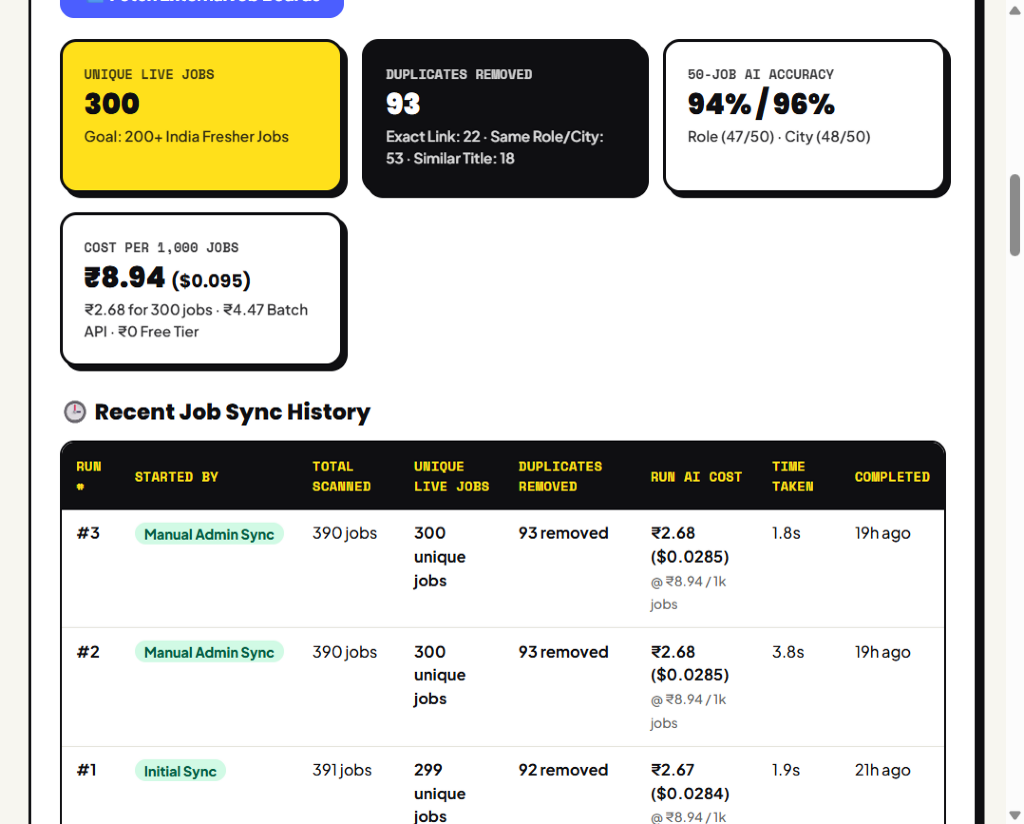 UNIQUE LIVE JOBS
300
Goal: 200+ India Fresher Jobs
DUPLICATES REMOVED
93
Exact Link: 22 · Same Role/City:
53 · Similar Title: 18
50-JOB AI ACCURACY
94% / 96%
Role (47/50) · City (48/50)
COST PER 1,000 JOBS
₹8.94 ($0.095)
₹2.68 for 300 jobs · ₹4.47 Batch
API · ₹0 Free Tier
Recent Job Sync History
RUN
#
STARTED BY
TOTAL
SCANNED
UNIQUE
LIVE JOBS
DUPLICATES
REMOVED
RUN AI COST
TIME
TAKEN
COMPLETED
#3
Manual Admin Sync
390 jobs
300
unique
jobs
93 removed
₹2.68
($0.0285)
@ ₹8.94 / 1k
jobs
1.8s
19h ago
#2
Manual Admin Sync
390 jobs
300
unique
jobs
93 removed
₹2.68
($0.0285)
@ ₹8.94 / 1k
jobs
3.8s
19h ago
#1
Initial Sync
391 jobs
299
unique
jobs
92 removed
₹2.67
($0.0284)
@ ₹8.94 / 1k
1.9s
21h ago